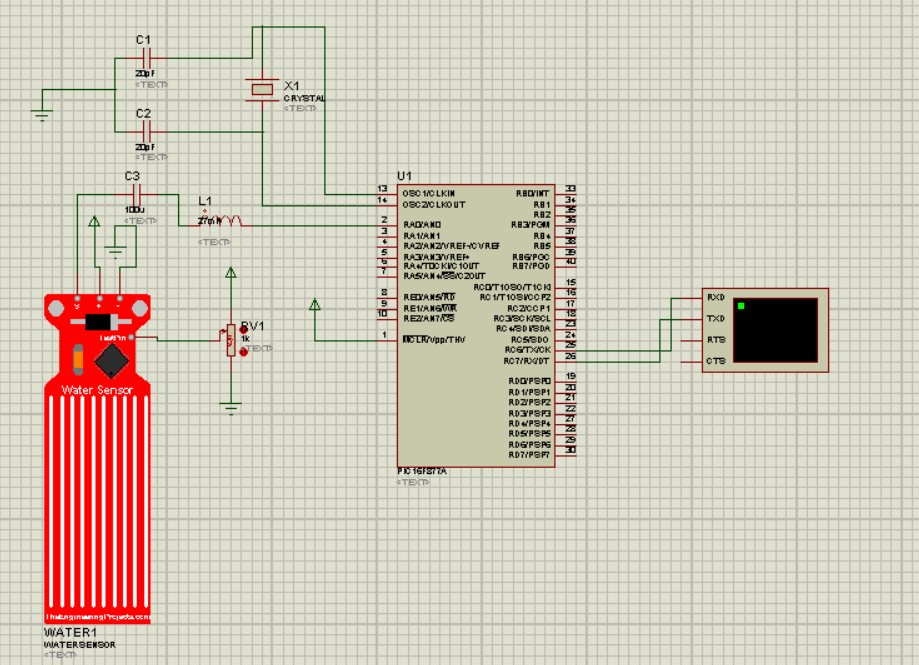 C1
20pF
<TEXT>
X1
CRYSTAL
<TEXT>
C2
20pF
<TEXT>
C3
100u
<TEXT>
L1
<TEXT>
U1
13
OSC1/CLKIN
14
OSC2/CLKOUT
2
RA0/AN0
3
RA1/AN1
4
RA2/AN2/VREF-/CVREF
5
RA3/AN3/VREF+
6
RA4/T0CKI/C1OUT
7
RA5/AN4/SS/C2OUT
8
RE0/AN5/RD
9
RE1/AN6/WR
10
RE2/AN7/CS
1
MCLR/Vpp/THV
RB0/INT
33
RB1
34
RB2
35
RB3/PGM
36
RB4
37
RB5
38
RB6/PGC
39
RB7/PGD
40
RC0/T1OSO/T1CKI
15
RC1/T1OSI/CCP2
16
RC2/CCP1
17
RC3/SCK/SCL
18
RC4/SDI/SDA
23
RC5/SDO
24
RC6/TX/CK
25
RC7/RX/DT
26
RD0/PSP0
19
RD1/PSP1
20
RD2/PSP2
21
RD3/PSP3
22
RD4/PSP4
27
RD5/PSP5
28
RD6/PSP6
29
RD7/PSP7
30
PIC16F877A
<TEXT>
RXD
TXD
RTS
CTS
RV1
1k
<TEXT>
TestPin
Water Sensor
TheEngineeringProjects.com
WATER1
WATERSENSOR
<TEXT>